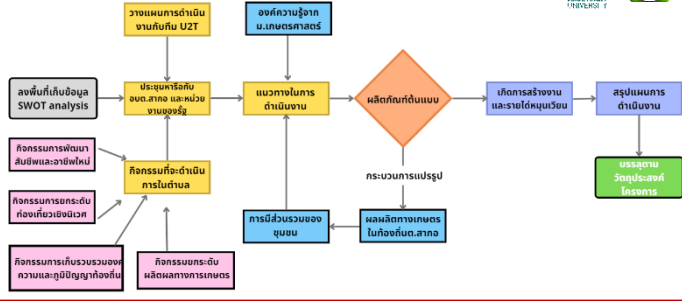 UNIVERSITY
วางแผนการดำเนิน
งานกับทีม U2T
องค์ความรู้จาก
ม.เกษตรศาสตร์
ลงพื้นที่เก็บข้อมูล
SWOT analysis
ประชุมหารือกับ
อบต.สากอ และหน่วย
งานของรัฐ
แนวทางในการ
ดำเนินงาน
ผลิตภัณฑ์ต้นแบบ
เกิดการสร้างงาน
และรายได้หมุนเวียน
สรุปแผนการ
ดำเนินงาน
กิจกรรมการพัฒนา
สัมชีพและอาชีพใหม่
กิจกรรมที่จะดำเนิน
การในตำบล
กระบวนการแปรรูป
บรรลุตาม
วัตถุประสงค์
โครงการ
กิจกรรมการยกระดับ
ท่องเที่ยวเชิงนิเวศ
การมีส่วนรวมของ
ชุมชน
ผลผลิตทางเกษตร
ในท้องถิ่นต.สากอ
กิจกรรมการเก็บรวบรวมองค์
ความและภูมิปัญญาท้องถิ่น
กิจกรรมยกระดับ
ผลิตผลทางการเกษตร